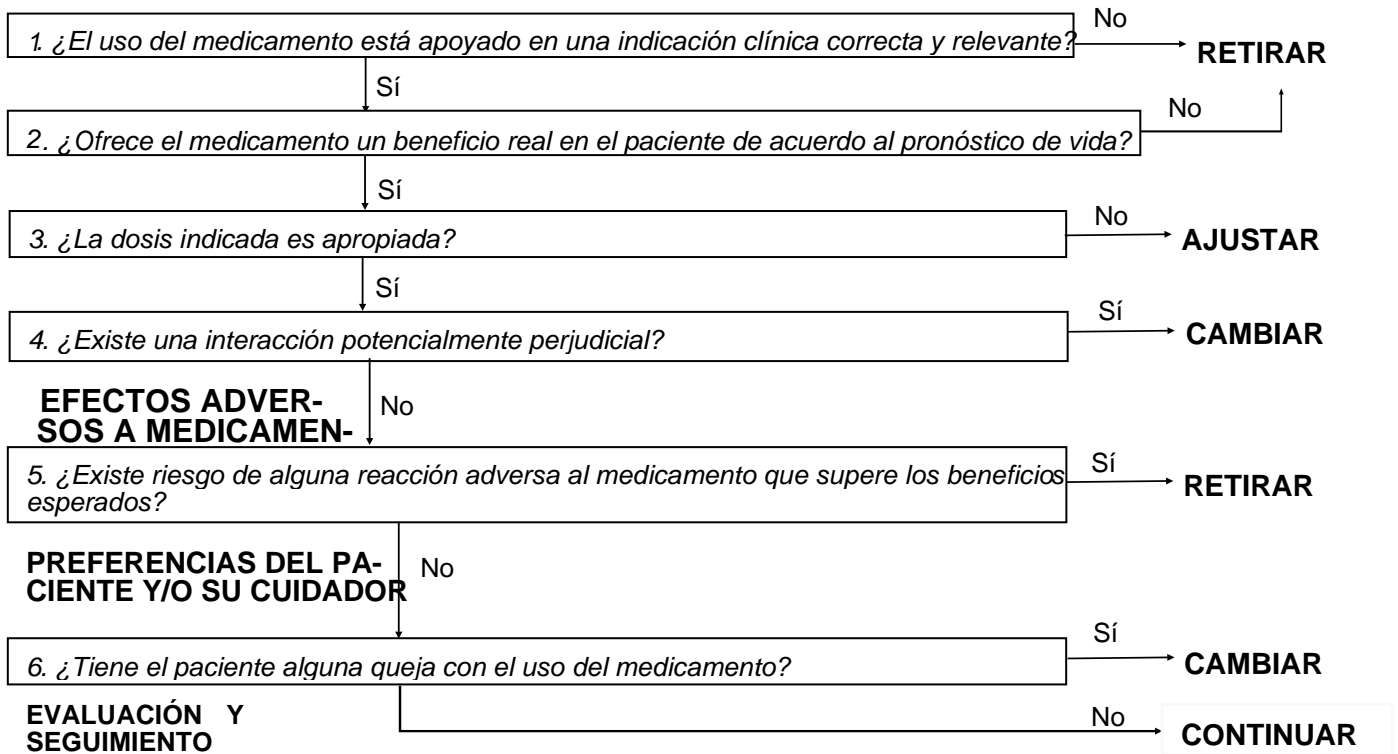 No
1. ¿El uso del medicamento está apoyado en una indicación clínica correcta y relevante?
RETIRAR
Sí
No
2. ¿Ofrece el medicamento un beneficio real en el paciente de acuerdo al pronóstico de vida?
Sí
No
3. ¿La dosis indicada es apropiada?
AJUSTAR
Sí
Sí
4. ¿Existe una interacción potencialmente perjudicial?
CAMBIAR
EFECTOS ADVER-
SOS A MEDICAMEN-
No
5. ¿Existe riesgo de alguna reacción adversa al medicamento que supere los beneficios
esperados?
Sí
RETIRAR
PREFERENCIAS DEL PA-
CIENTE Y/O SU CUIDADOR
No
Sí
6. ¿Tiene el paciente alguna queja con el uso del medicamento?
CAMBIAR
EVALUACIÓN Y
SEGUIMIENTO
No
CONTINUAR